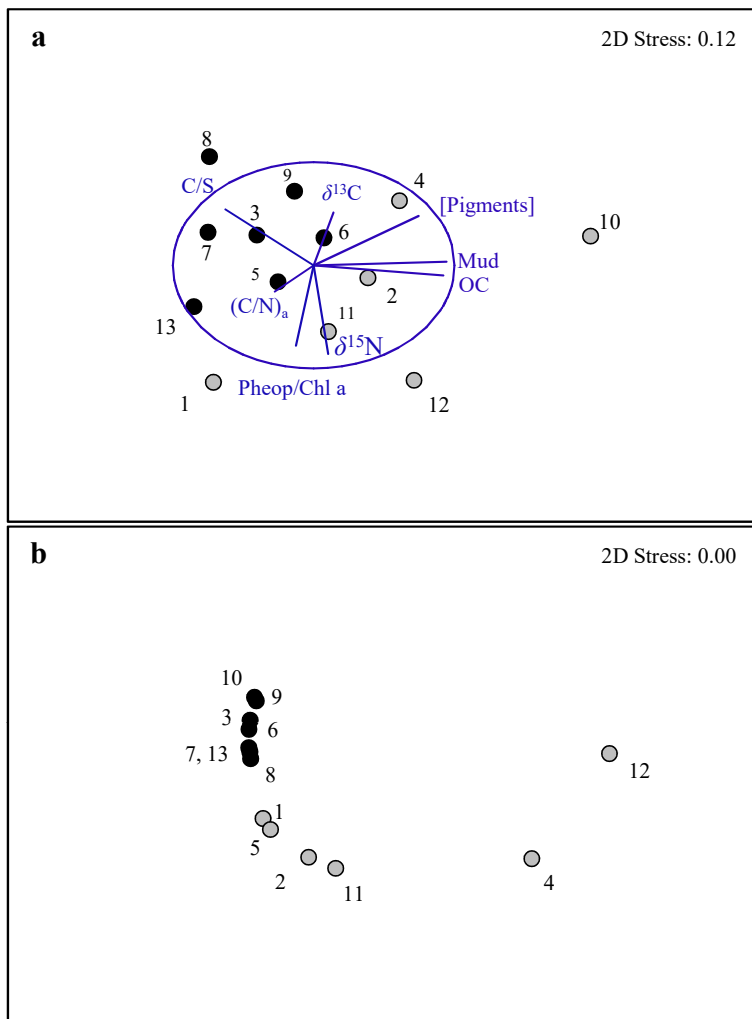 a
2D Stress: 0.12
8
9
4
C/S
δ¹³C
[Pigments]
3
6
10
7
Mud
5
2
OC
(C/N)ₐ
11
13
δ¹⁵N
Pheop/Chl a
1
12
b
2D Stress: 0.00
10
9
3
6
7, 13
8
12
1
5
2
11
4